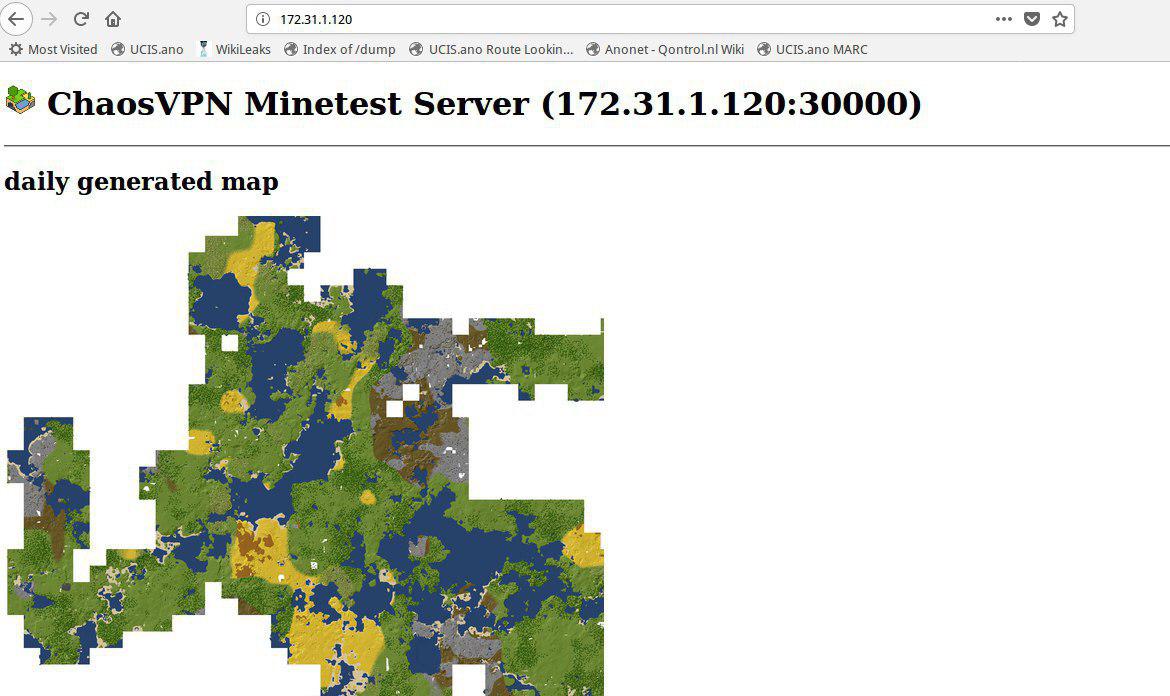 172.31.1.120
Most Visited UCIS.ano WikiLeaks Index of /dump UCIS.ano Route Lookin... Anonet - Qontrol.nl Wiki UCIS.ano MARC
ChaosVPN Minetest Server (172.31.1.120:30000)
daily generated map